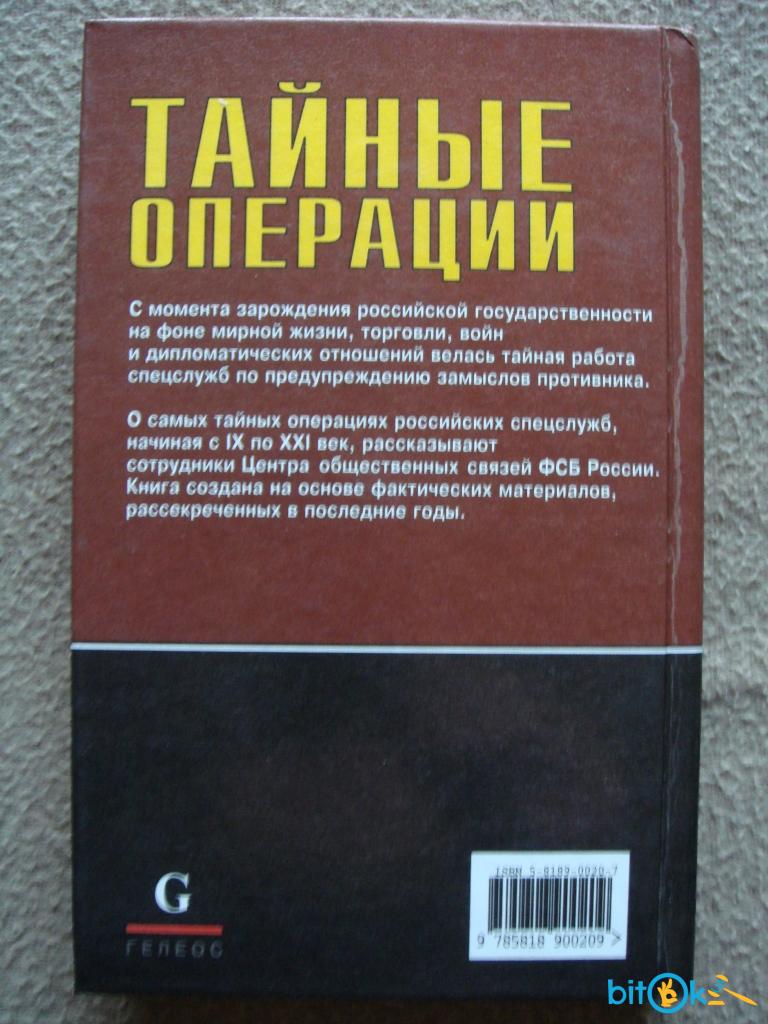 ТАЙНЫЕ
ОПЕРАЦИИ
С момента зарождения российской государственности
на фоне мирной жизни, торговли, войн
и дипломатических отношений велась тайная работа
спецслужб по предупреждению замыслов противника.
О самых тайных операциях российских спецслужб,
начиная с IX по XXI век, рассказывают
сотрудники Центра общественных связей ФСБ России.
Книга создана на основе фактических материалов,
рассекреченных в последние годы.
G
ГЕЛЕОС
ISBN 5-8189-0020-7
9 785818 900209 >
bitOk